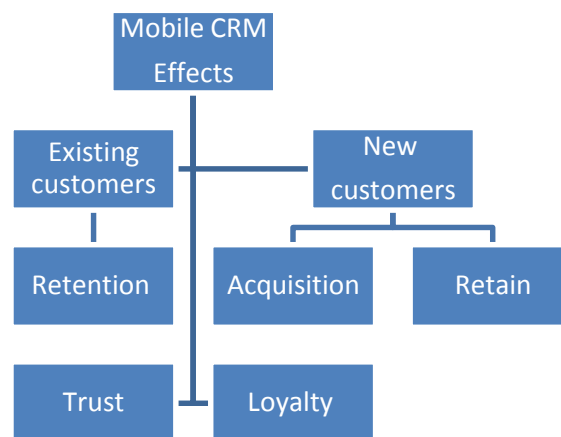 Mobile CRM
Effects
Existing
customers
New
customers
Retention
Acquisition
Retain
Trust
Loyalty